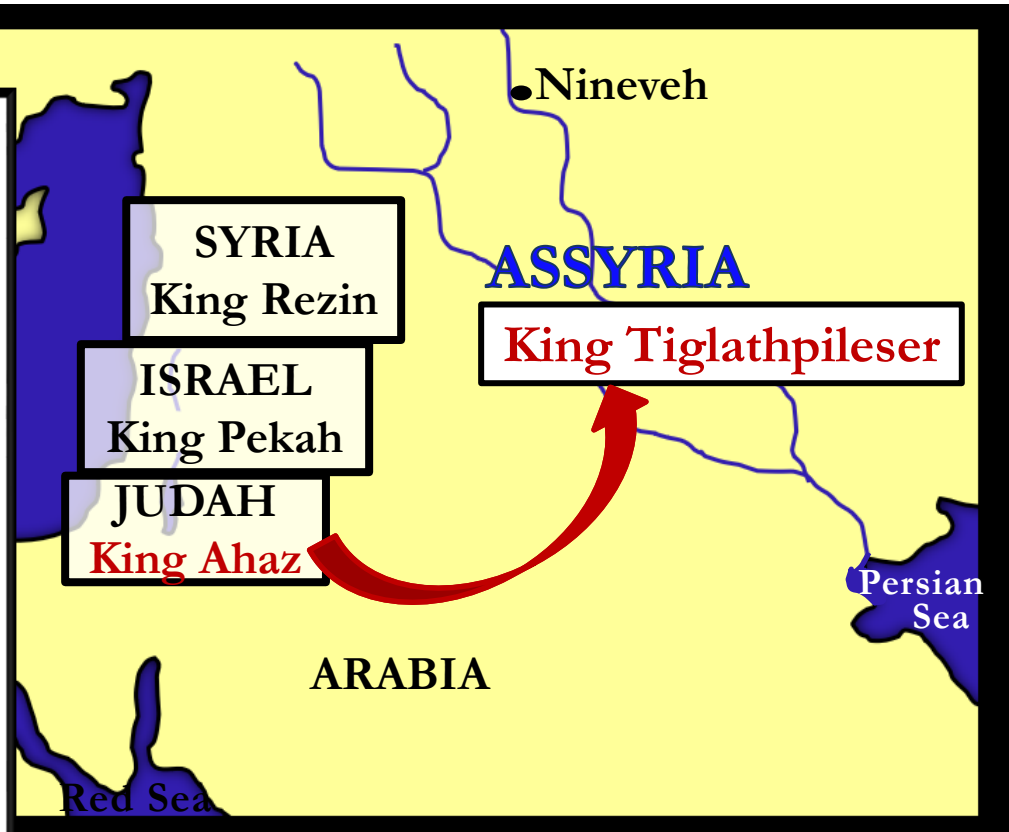 Nineveh
SYRIA
King Rezin
ASSYRIA
King Tiglathpileser
ISRAEL
King Pekah
JUDAH
King Ahaz
Persian
Sea
ARABIA
Red Sea